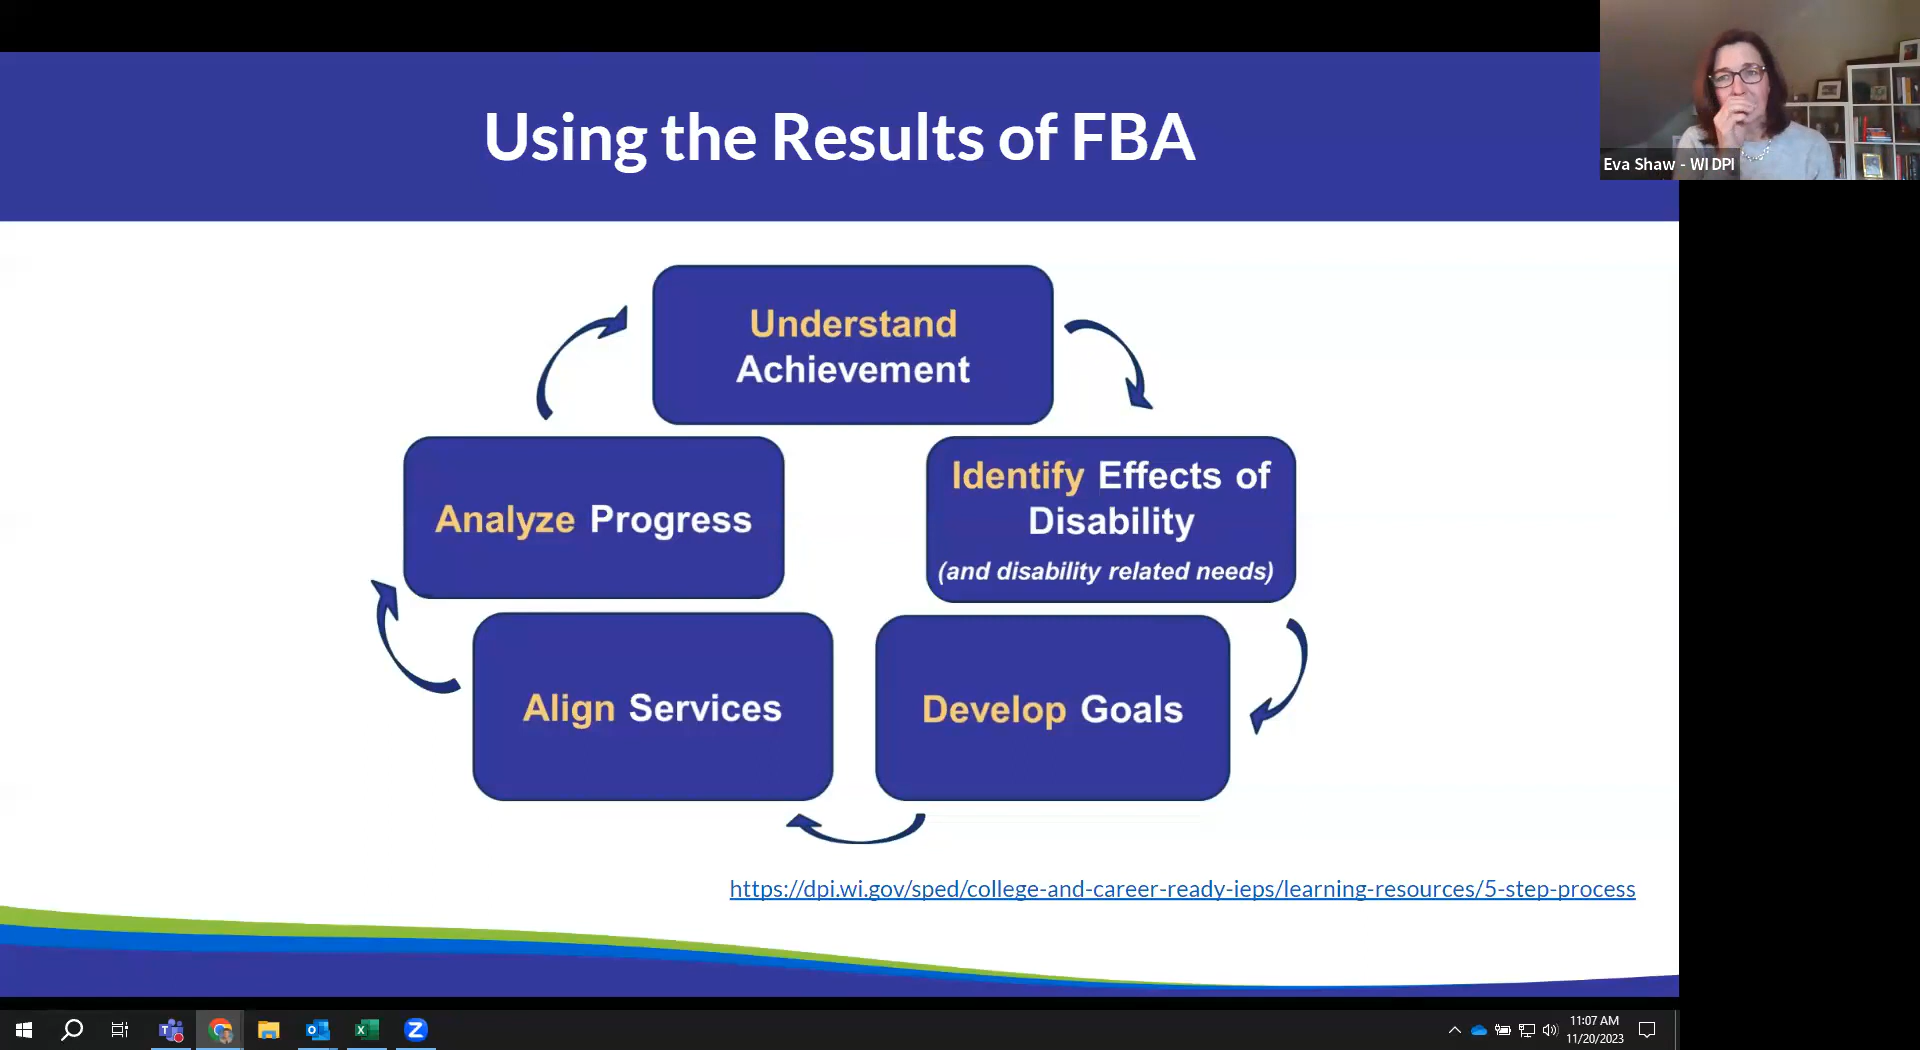 Using the Results of FBA
Eva Shaw - WI DPI
Understand
Achievement
Identify Effects of
Disability
(and disability related needs)
Analyze Progress
Align Services
Develop Goals
https://dpi.wi.gov/sped/college-and-career-ready-ieps/learning-resources/5-step-process
11:07 AM
11/20/2023